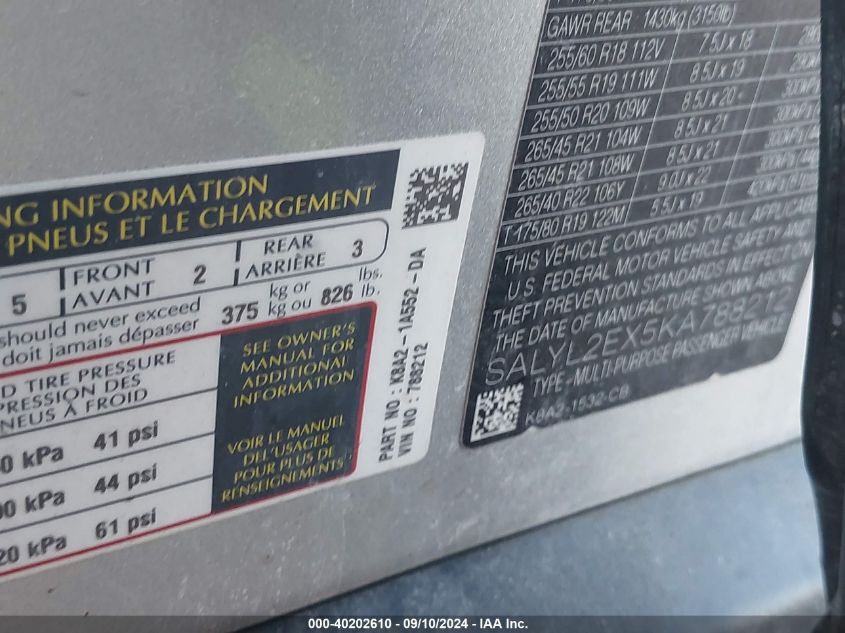 NG INFORMATION
PNEUS ET LE CHARGEMENT
5 FRONT AVANT 2 REAR ARRIÈRE 3
should never exceed
doit jamais dépasser 375 kg or kg ou 826 lbs. lb.
D TIRE PRESSURE
PRESSION DES
NEUS À FROID
0 kPa 41 psi
00 kPa 44 psi
20 kPa 61 psi
SEE OWNER'S
MANUAL FOR
ADDITIONAL
INFORMATION
VOIR LE MANUEL
DE L'USAGER
POUR PLUS DE
RENSEIGNEMENTS
PART NO : K8A2-1A552-DA
VIN NO : 788212
GAWR REAR 1430kg (3150lb)
255/60 R18 112V 7.5J x 18
255/55 R19 111W 8.5J x 19
255/50 R20 109W 8.5J x 20
265/45 R21 104W 8.5J x 21
265/45 R21 108W 8.5J x 21
265/40 R22 106Y 9.0J x 22
T175/80 R19 122M 5.5J x 19
THIS VEHICLE CONFORMS TO ALL APPLICABLE
U.S. FEDERAL MOTOR VEHICLE SAFETY AND
THEFT PREVENTION STANDARDS
THE DATE OF MANUFACTURE SHOWN ABOVE
SALYL2EX5KA788212
TYPE - MULTI-PURPOSE PASSENGER VEHICLE
K8A2-1532-CB
000-40202610 - 09/10/2024 - IAA Inc.